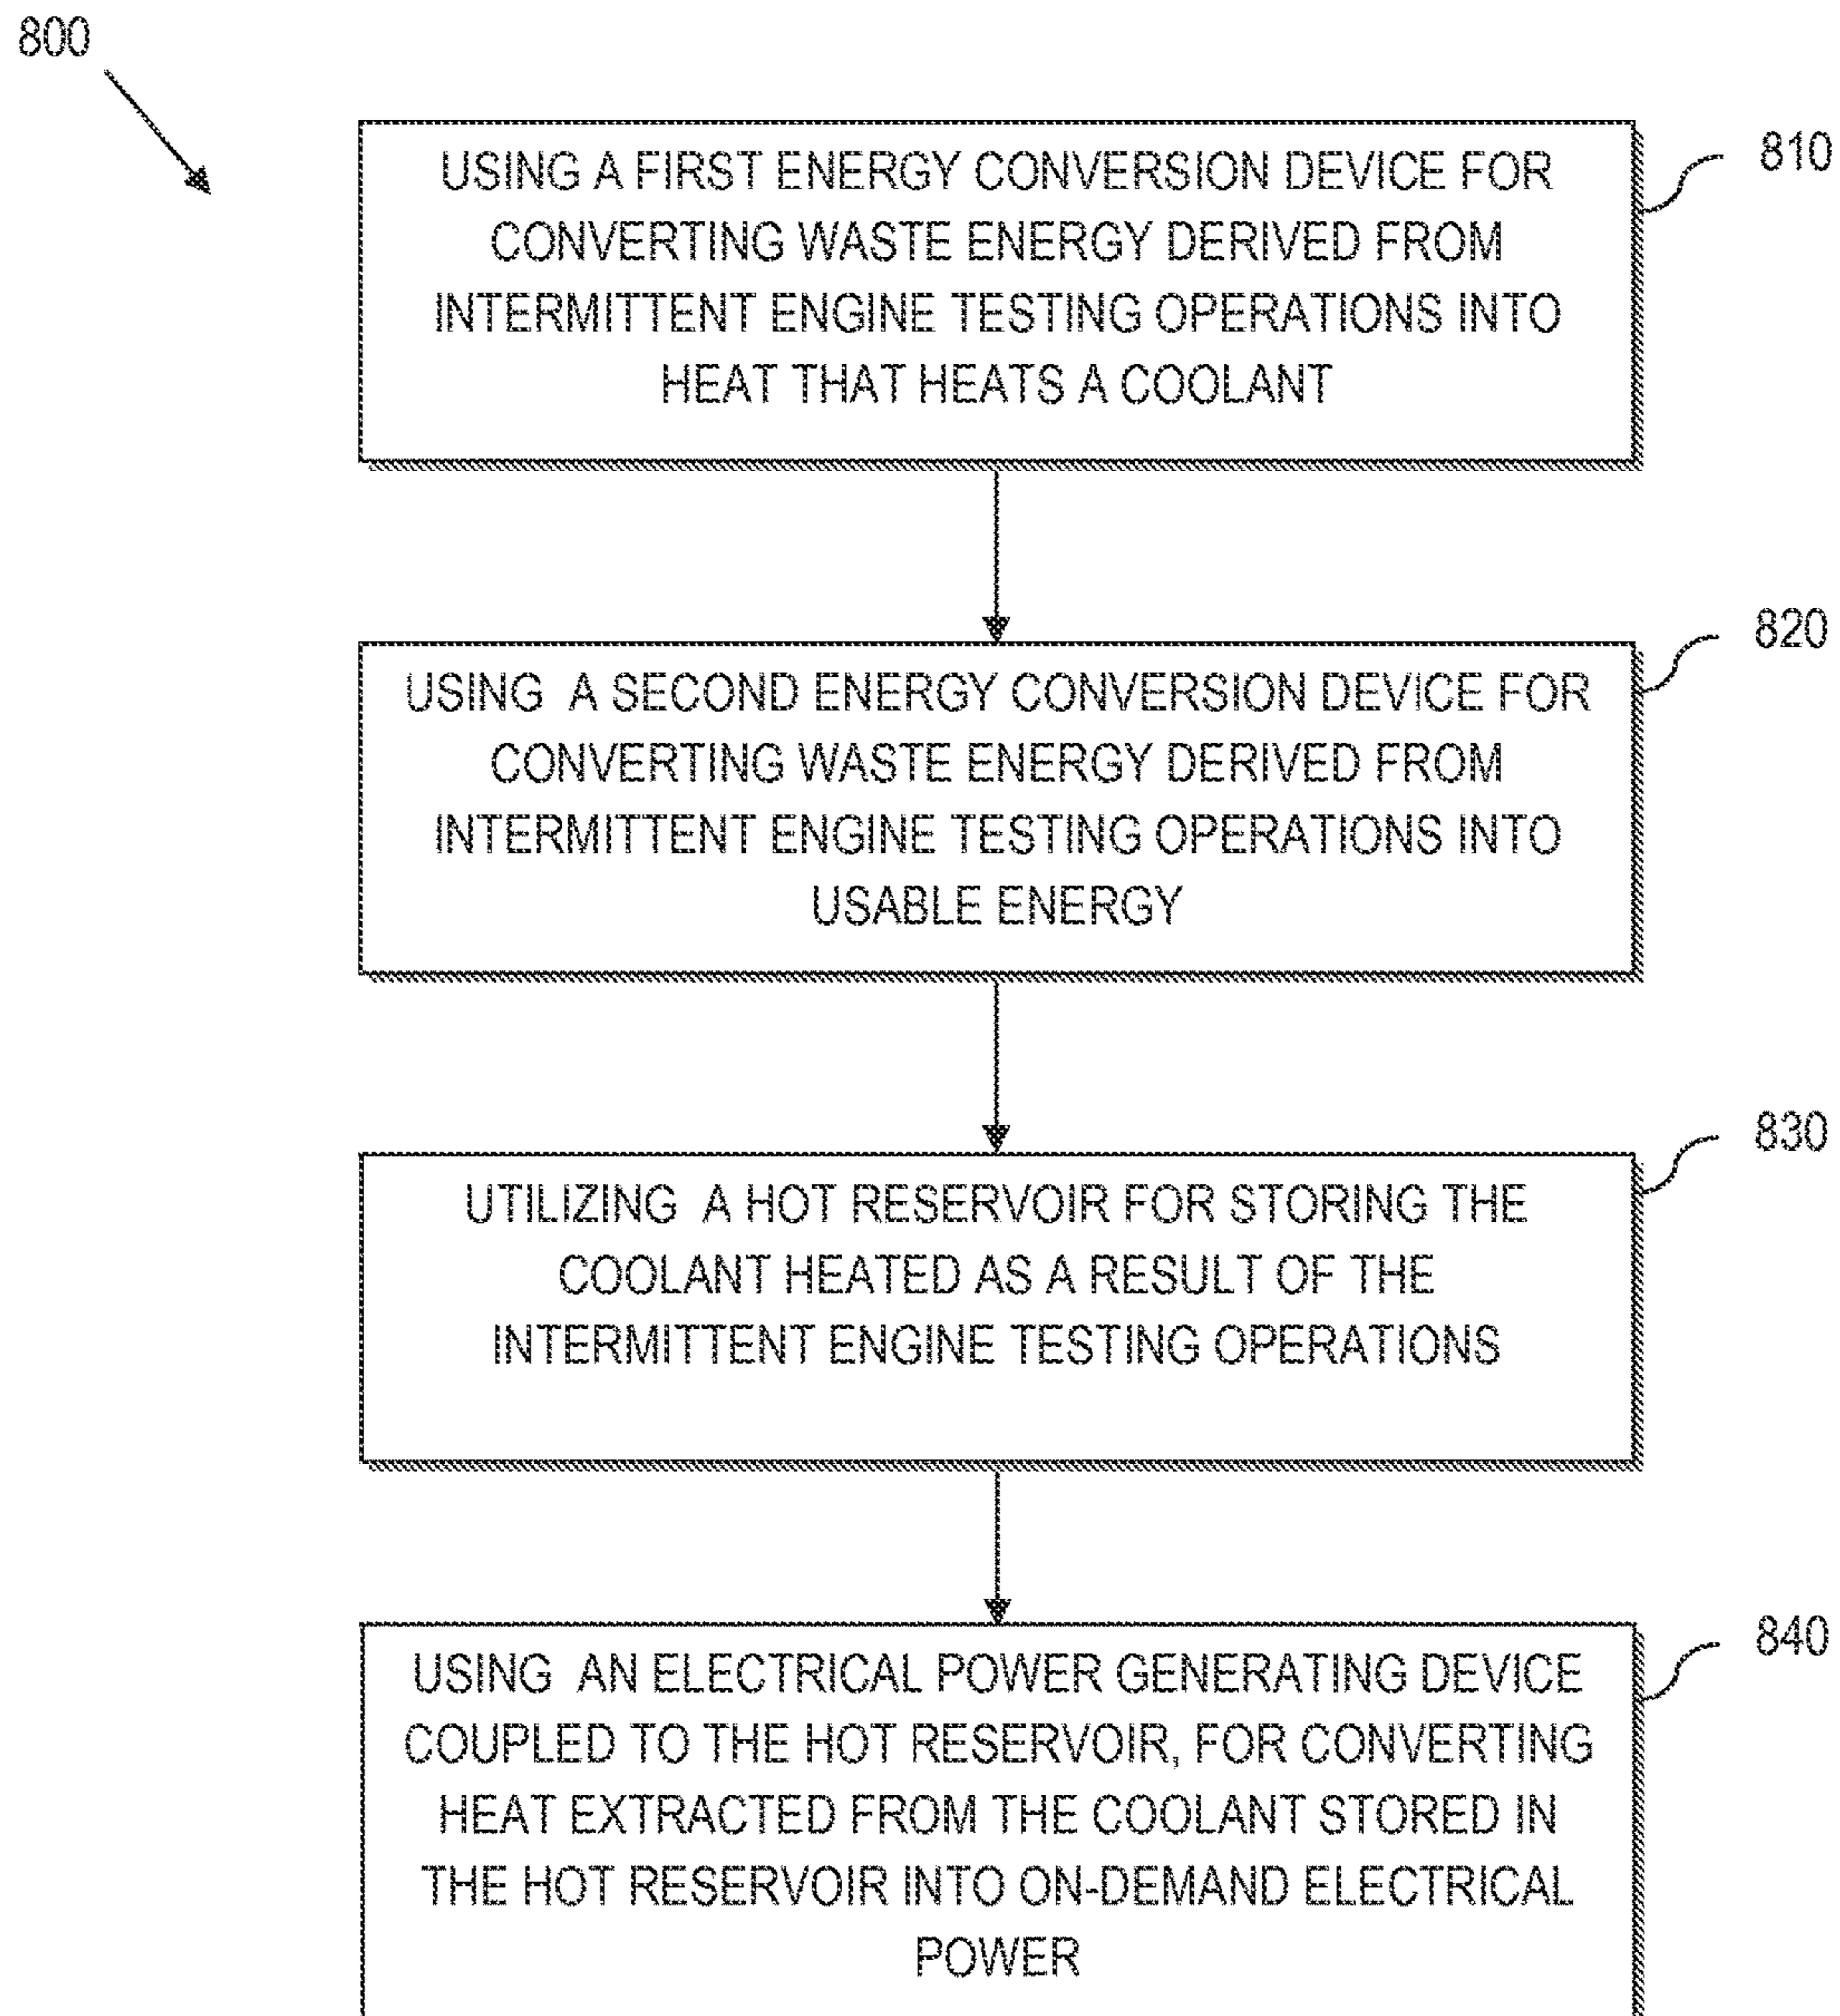 800
USING A FIRST ENERGY CONVERSION DEVICE FOR
CONVERTING WASTE ENERGY DERIVED FROM
INTERMITTENT ENGINE TESTING OPERATIONS INTO
HEAT THAT HEATS A COOLANT
810
USING A SECOND ENERGY CONVERSION DEVICE FOR
CONVERTING WASTE ENERGY DERIVED FROM
INTERMITTENT ENGINE TESTING OPERATIONS INTO
USABLE ENERGY
820
UTILIZING A HOT RESERVOIR FOR STORING THE
COOLANT HEATED AS A RESULT OF THE
INTERMITTENT ENGINE TESTING OPERATIONS
830
USING AN ELECTRICAL POWER GENERATING DEVICE
COUPLED TO THE HOT RESERVOIR, FOR CONVERTING
HEAT EXTRACTED FROM THE COOLANT STORED IN
THE HOT RESERVOIR INTO ON-DEMAND ELECTRICAL
POWER
840